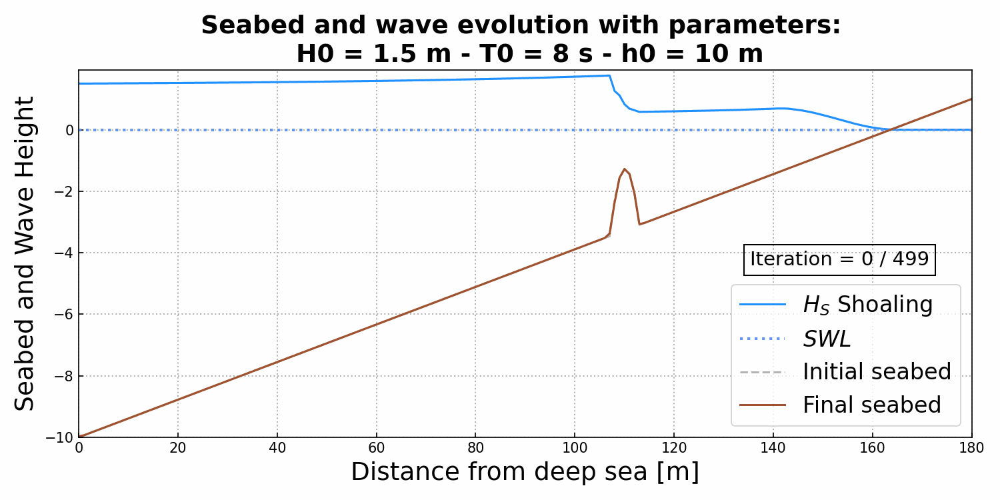 Seabed and wave evolution with parameters:
H0 = 1.5 m - T0 = 8 s - h0 = 10 m
Seabed and Wave Height
0
−2
−4
−6
−8
−10
Iteration = 0 / 499
H_S Shoaling
SWL
Initial seabed
Final seabed
0 20 40 60 80 100 120 140 160 180
Distance from deep sea [m]